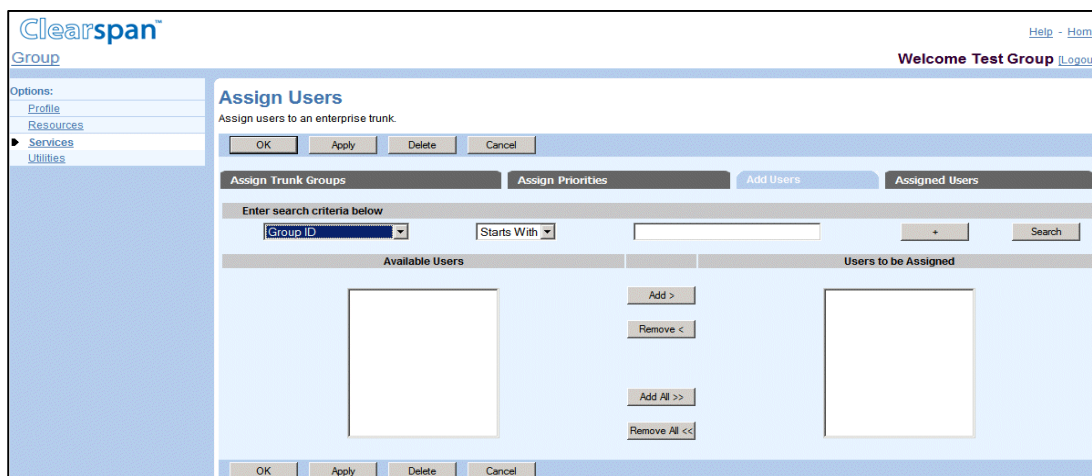 Clearspan™
Help - Hom
Group
Welcome Test Group [Logou
Options:
Profile
Resources
Services
Utilities
Assign Users
Assign users to an enterprise trunk.
OK Apply Delete Cancel
Assign Trunk Groups Assign Priorities Add Users Assigned Users
Enter search criteria below
Group ID Starts With + Search
Available Users Users to be Assigned
Add >
Remove <
Add All >>
Remove All <<
OK Apply Delete Cancel